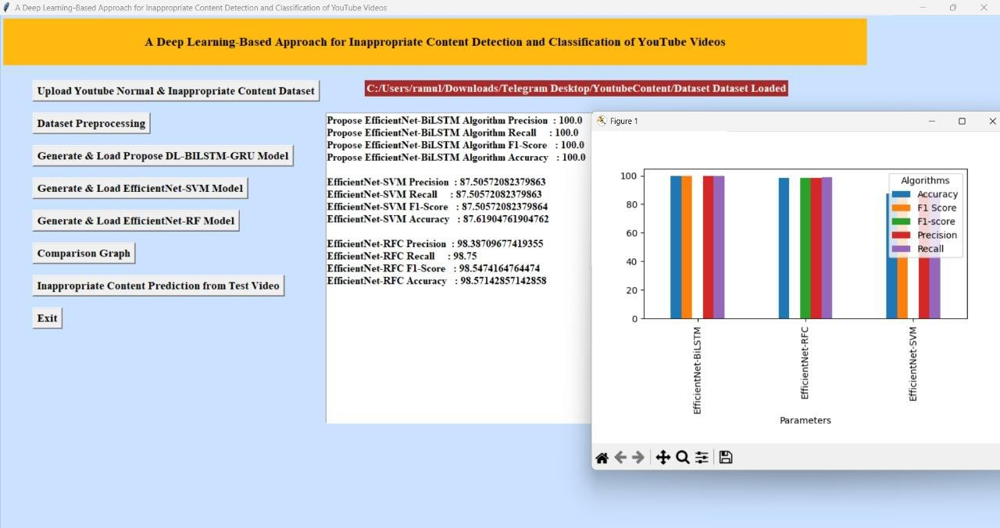 A Deep Learning-Based Approach for Inappropriate Content Detection and Classification of YouTube Videos
A Deep Learning-Based Approach for Inappropriate Content Detection and Classification of YouTube Videos
Upload Youtube Normal & Inappropriate Content Dataset
C:/Users/ramul/Downloads/Telegram Desktop/YoutubeContent/Dataset Dataset Loaded
Dataset Preprocessing
Generate & Load Propose DL-BILSTM-GRU Model
Generate & Load EfficientNet-SVM Model
Generate & Load EfficientNet-RF Model
Comparison Graph
Inappropriate Content Prediction from Test Video
Exit
Propose EfficientNet-BiLSTM Algorithm Precision : 100.0
Propose EfficientNet-BiLSTM Algorithm Recall : 100.0
Propose EfficientNet-BiLSTM Algorithm F1-Score : 100.0
Propose EfficientNet-BiLSTM Algorithm Accuracy : 100.0
EfficientNet-SVM Precision : 87.50572082379863
EfficientNet-SVM Recall : 87.50572082379863
EfficientNet-SVM F1-Score : 87.50572082379864
EfficientNet-SVM Accuracy : 87.61904761904762
EfficientNet-RFC Precision : 98.38709677419355
EfficientNet-RFC Recall : 98.75
EfficientNet-RFC F1-Score : 98.5474164764474
EfficientNet-RFC Accuracy : 98.57142857142858
Figure 1
100
80
60
40
20
0
Algorithms
Accuracy
F1 Score
F1-score
Precision
Recall
EfficientNet-BiLSTM
EfficientNet-RFC
EfficientNet-SVM
Parameters